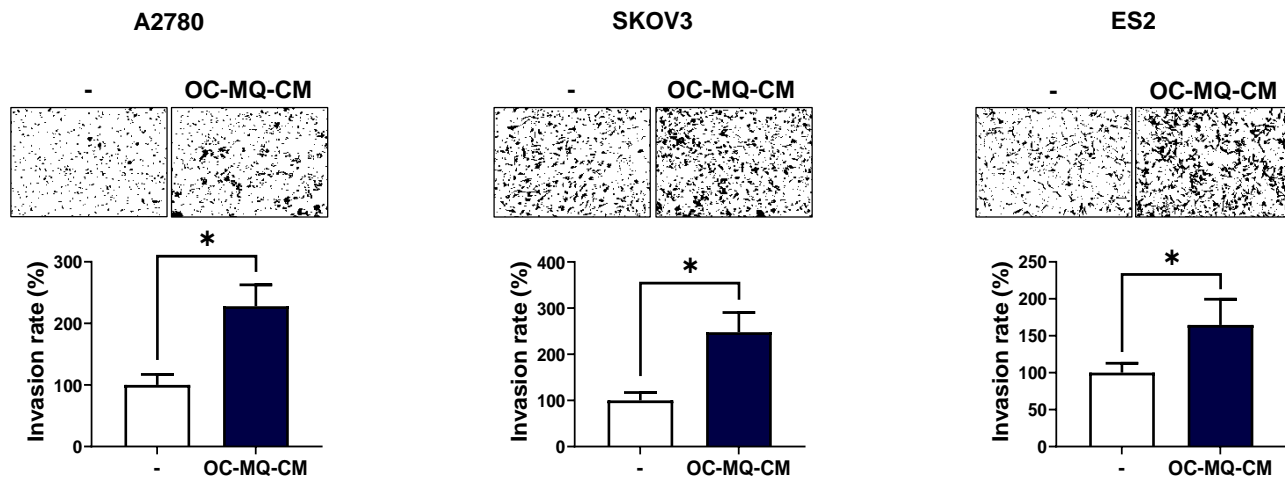 A2780
SKOV3
ES2
- OC-MQ-CM
- OC-MQ-CM
- OC-MQ-CM
Invasion rate (%)
300
200
100
0
*
- OC-MQ-CM
Invasion rate (%)
400
300
200
100
0
*
- OC-MQ-CM
Invasion rate (%)
250
200
150
100
50
0
*
- OC-MQ-CM